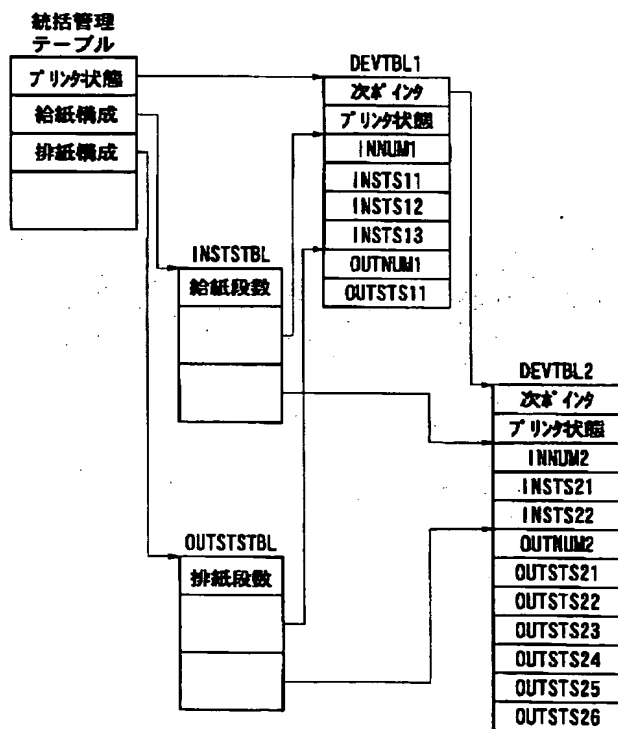 統括管理
テーブル
プリンタ状態
給紙構成
排紙構成
DEVTBL1
次ポインタ
プリンタ状態
INNUM1
INSTS11
INSTS12
INSTS13
OUTNUM1
OUTSTS11
INSTSTBL
給紙段数
DEVTBL2
次ポインタ
プリンタ状態
INNUM2
INSTS21
INSTS22
OUTNUM2
OUTSTS21
OUTSTS22
OUTSTS23
OUTSTS24
OUTSTS25
OUTSTS26
OUTSTSTBL
排紙段数